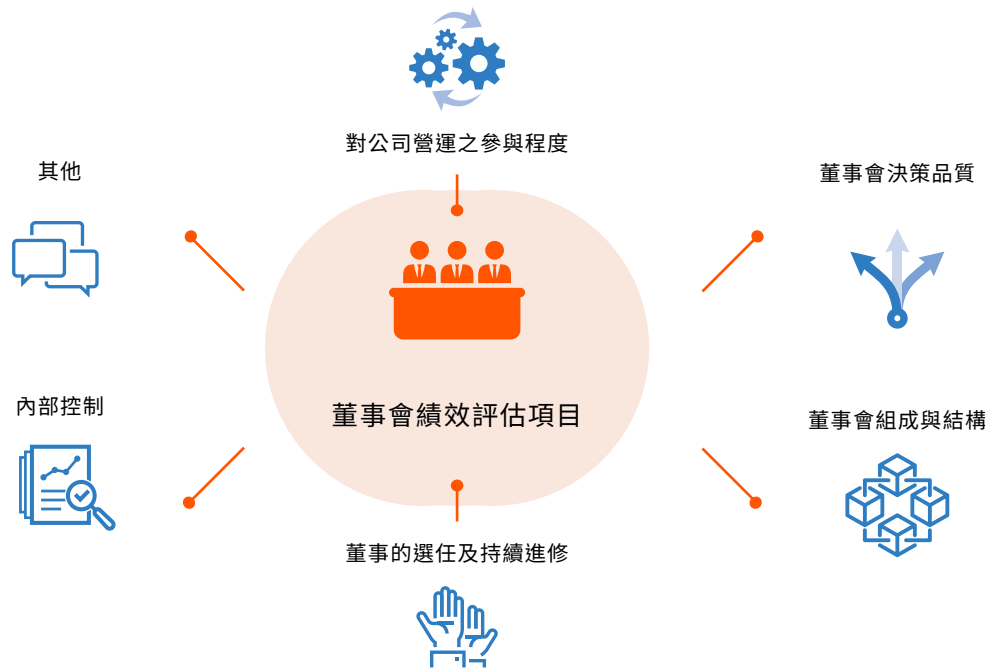 對公司營運之參與程度
其他
董事會決策品質
董事會績效評估項目
內部控制
董事會組成與結構
董事的選任及持續進修